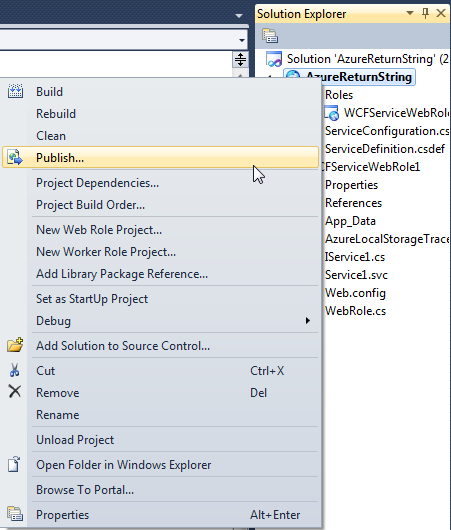 Solution Explorer
Solution 'AzureReturnString' (2
AzureReturnString
Roles
WCFServiceWebRole
ServiceConfiguration.cs
ServiceDefinition.csdef
CFServiceWebRole1
Properties
References
App_Data
AzureLocalStorageTrace
IService1.cs
Service1.svc
Web.config
WebRole.cs
Build
Rebuild
Clean
Publish...
Project Dependencies...
Project Build Order...
New Web Role Project...
New Worker Role Project...
Add Library Package Reference...
Set as StartUp Project
Debug
Add Solution to Source Control...
Cut Ctrl+X
Remove Del
Rename
Unload Project
Open Folder in Windows Explorer
Browse To Portal...
Properties Alt+Enter